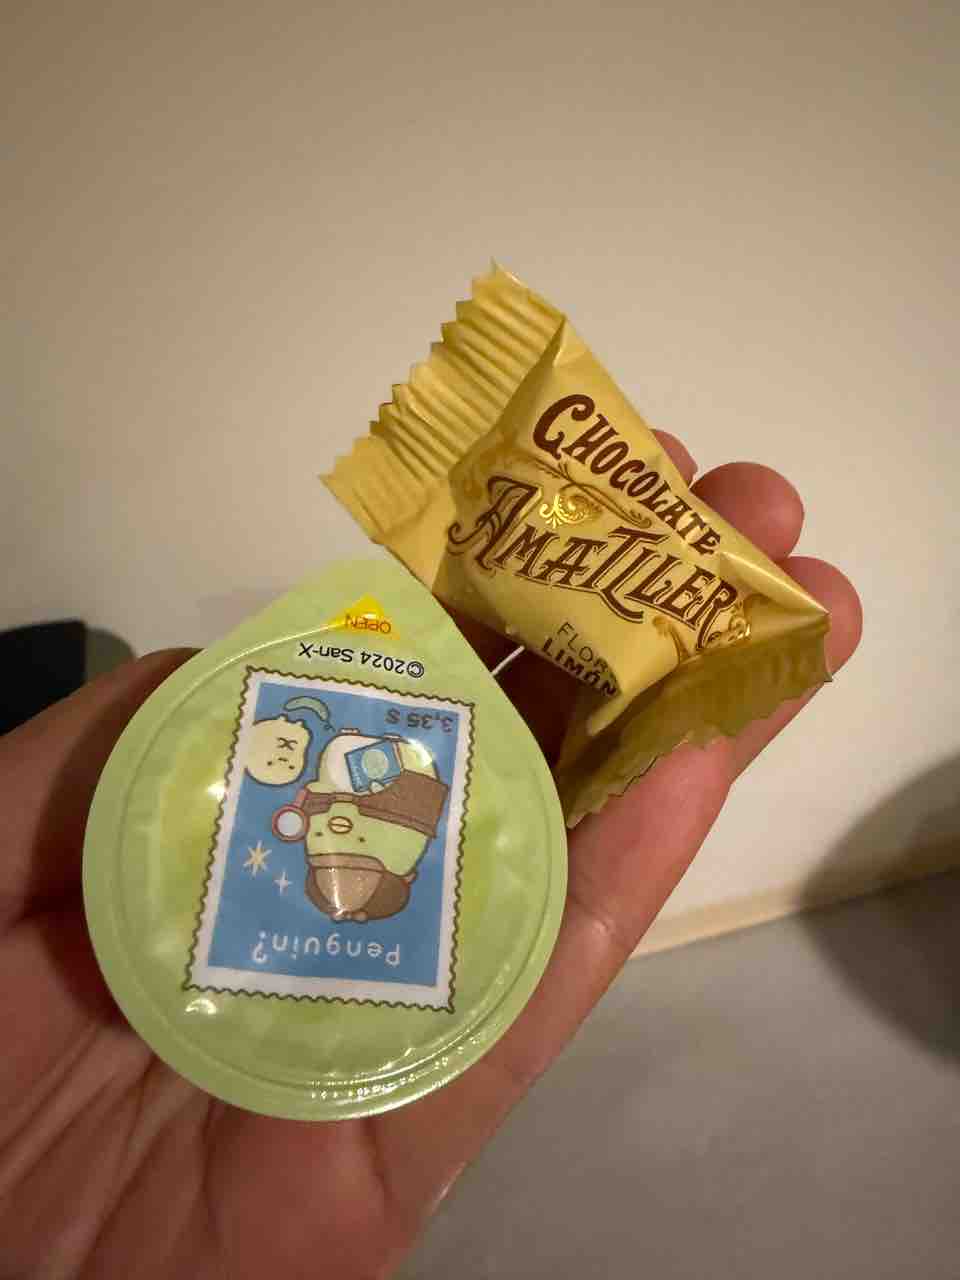 CHOCOLATE
AMATLLER
FLOR
LIMÓN
OPEN
©2024 San-X
3,35 S
Penguin?